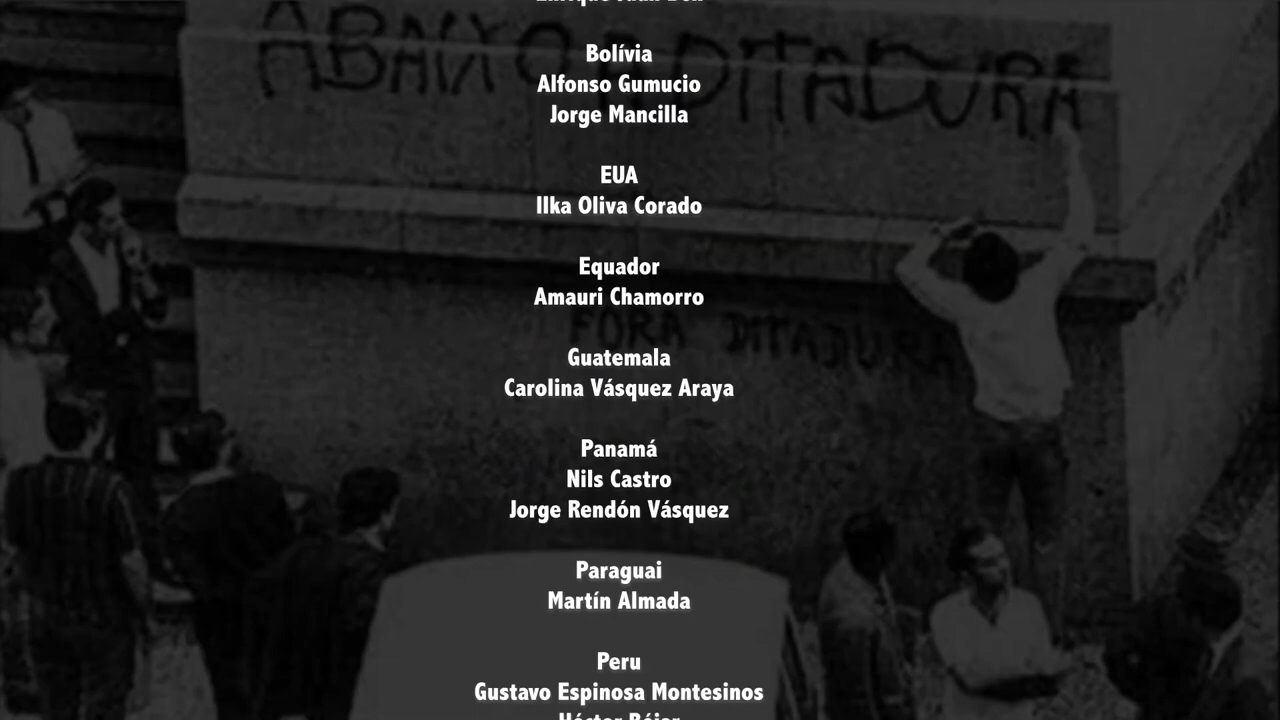 ABAIXO A DITADURA
Bolívia
Alfonso Gumucio
Jorge Mancilla
EUA
Ilka Oliva Corado
Equador
Amauri Chamorro
FORA DITADURA
Guatemala
Carolina Vásquez Araya
Panamá
Nils Castro
Jorge Rendón Vásquez
Paraguai
Martín Almada
Peru
Gustavo Espinosa Montesinos